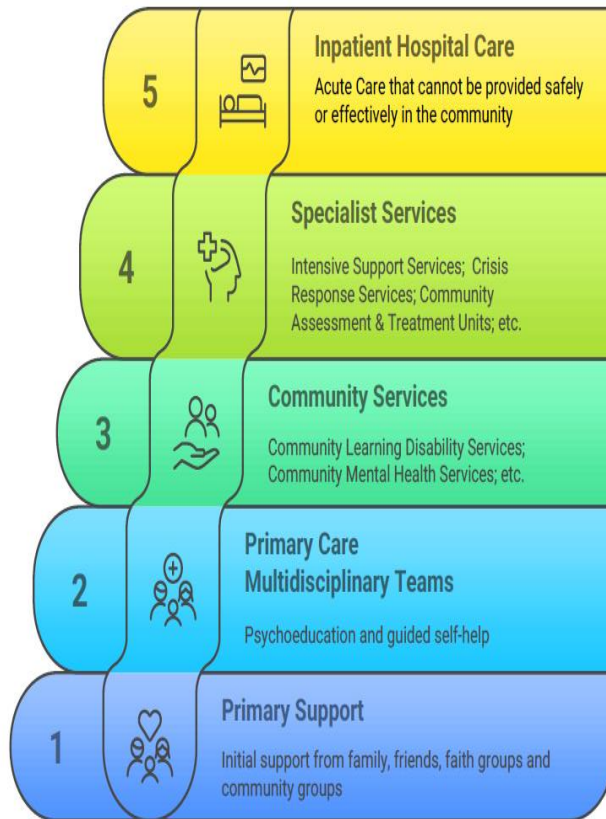 5
Inpatient Hospital Care
Acute Care that cannot be provided safely
or effectively in the community
4
Specialist Services
Intensive Support Services; Crisis
Response Services; Community
Assessment & Treatment Units; etc.
3
Community Services
Community Learning Disability Services;
Community Mental Health Services; etc.
2
Primary Care
Multidisciplinary Teams
Psychoeducation and guided self-help
1
Primary Support
Initial support from family, friends, faith groups and
community groups